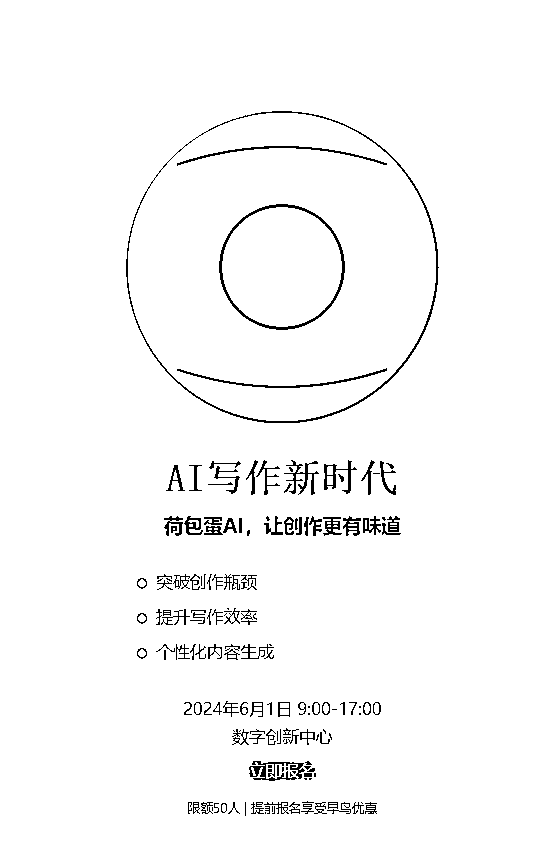 AI写作新时代
荷包蛋AI，让创作更有味道
突破创作瓶颈
提升写作效率
个性化内容生成
2024年6月1日 9:00-17:00
数字创新中心
立即报名
限额50人 | 提前报名享受早鸟优惠